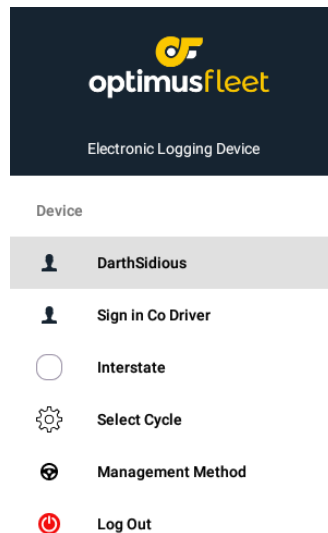 optimusfleet
Electronic Logging Device
Device
DarthSidious
Sign in Co Driver
Interstate
Select Cycle
Management Method
Log Out